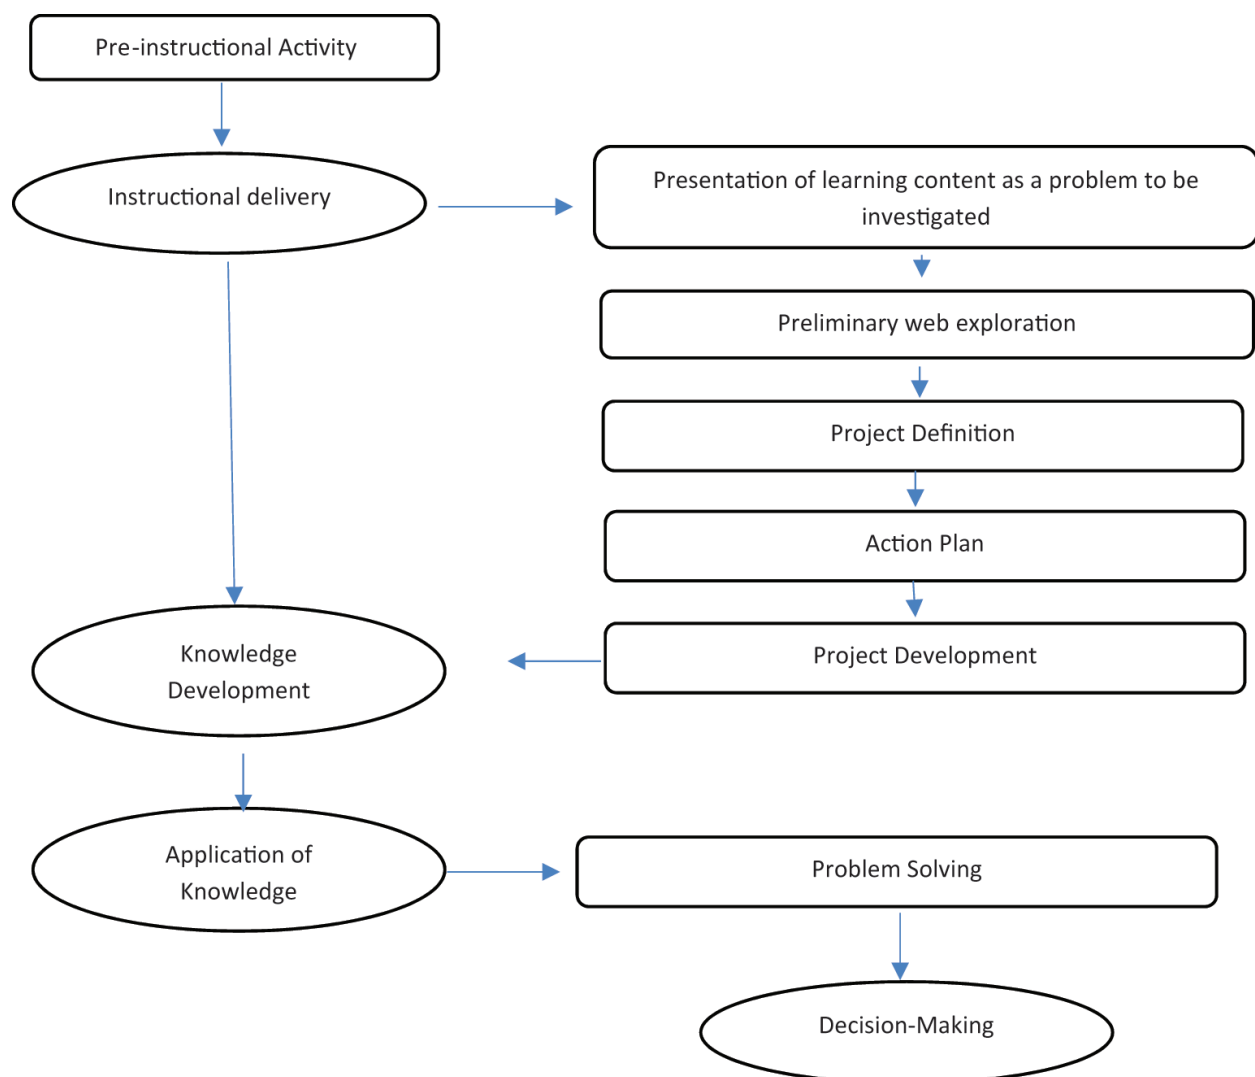 Pre-instructional Activity
Instructional delivery
Presentation of learning content as a problem to be
investigated
Preliminary web exploration
Project Definition
Action Plan
Project Development
Knowledge
Development
Application of
Knowledge
Problem Solving
Decision-Making